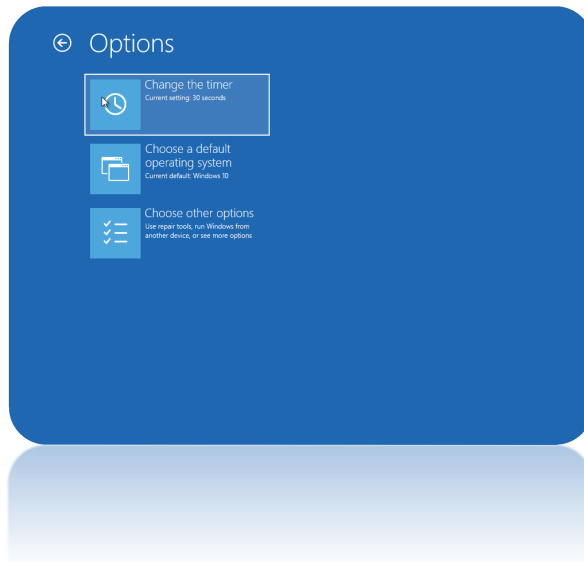 Options
Change the timer
Current setting: 30 seconds
Choose a default
operating system
Current default: Windows 10
Choose other options
Use repair tools, run Windows from
another device, or see more options